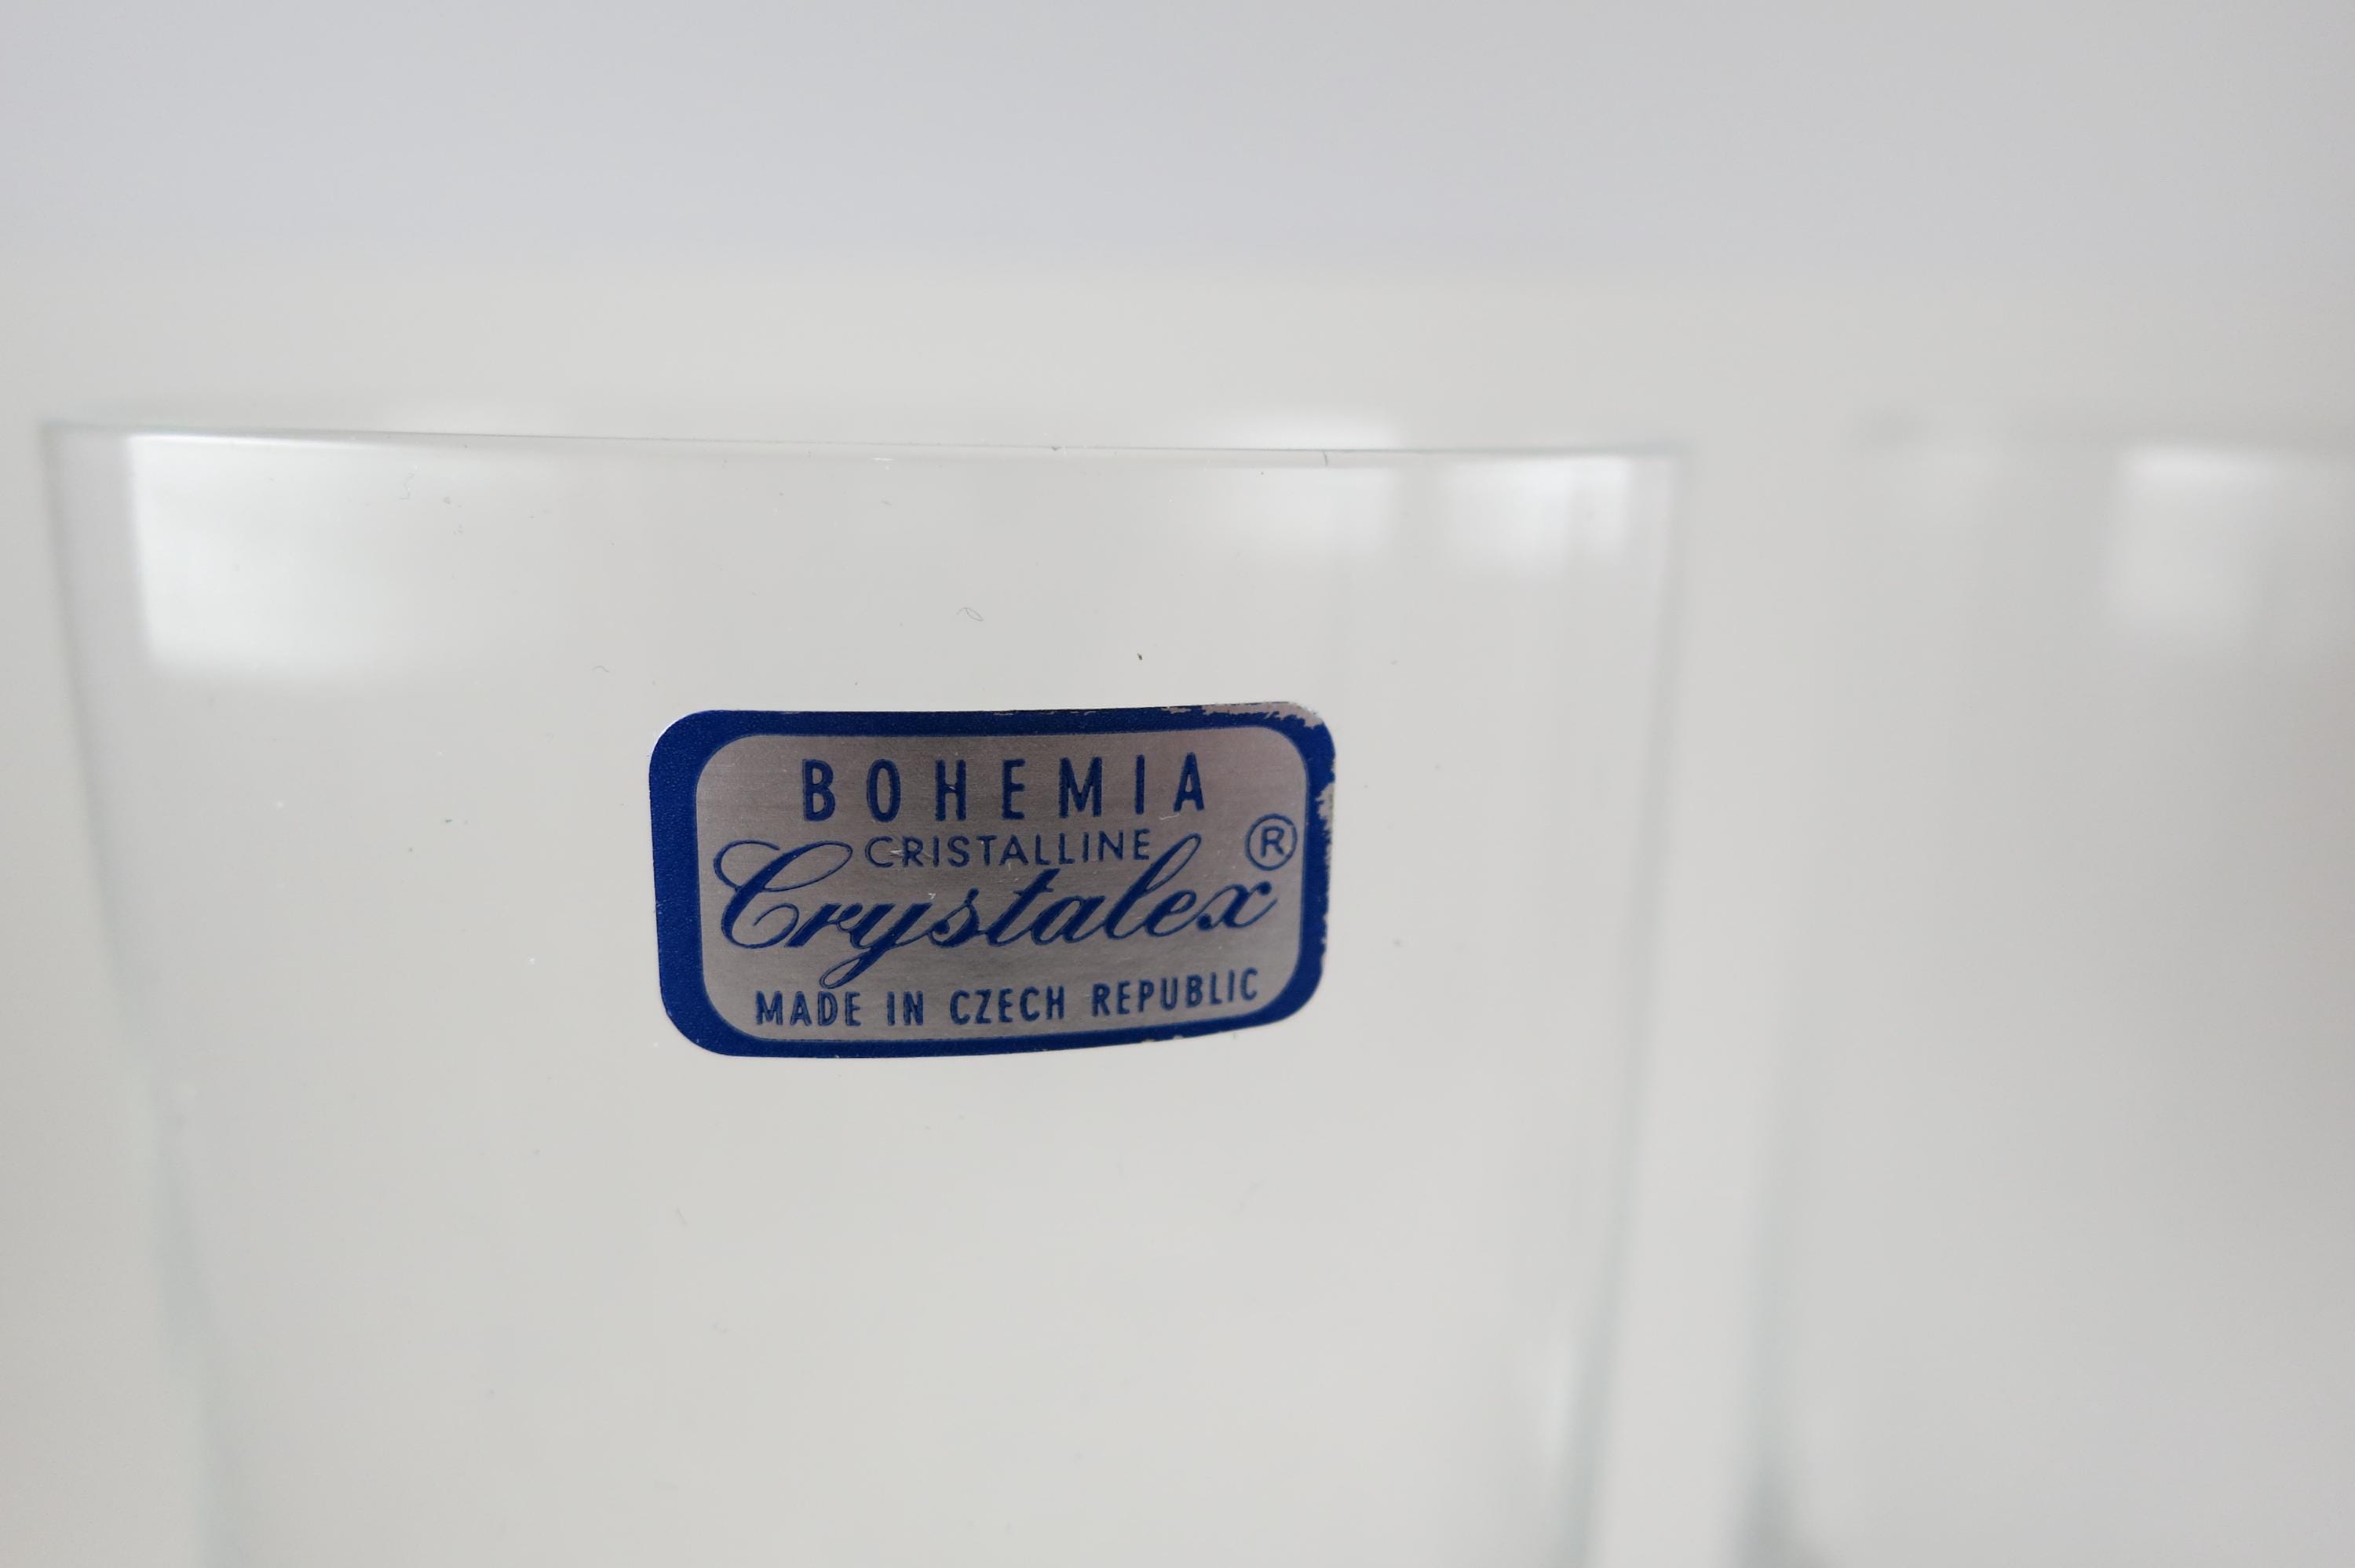 BOHEMIA
CRISTALLINE
Crystalex®
MADE IN CZECH REPUBLIC